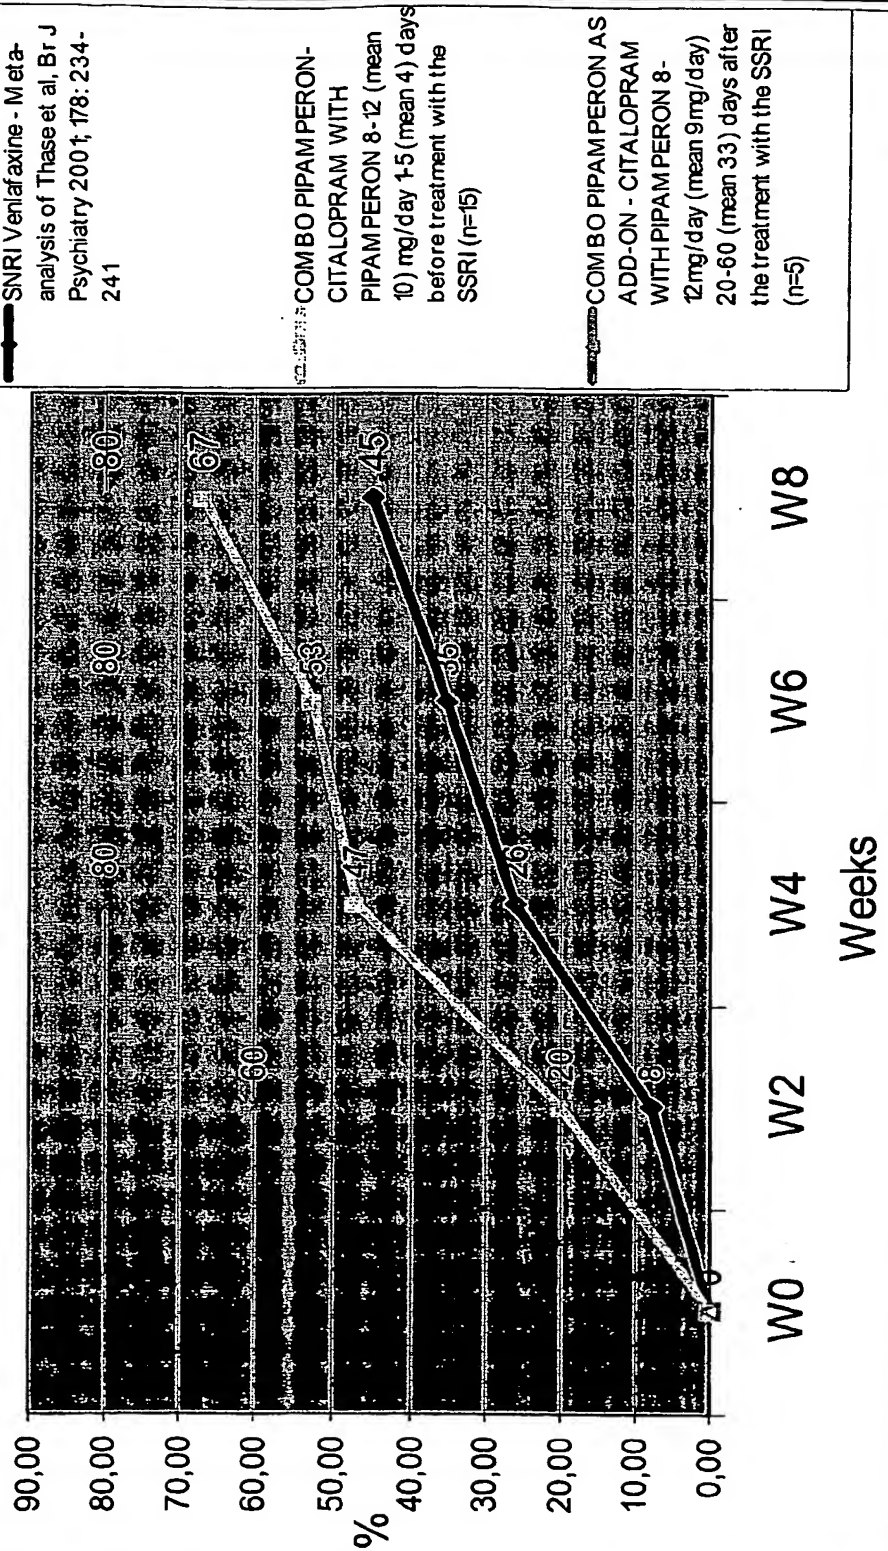 SNRI Venlafaxine - Meta-
analysis of Thase et al, Br J
Psychiatry 2001; 178: 234-
241
COMBO PIPAMPERON-
CITALOPRAM WITH
PIPAMPERON 8-12 (mean
10) mg/day 1-5 (mean 4) days
before treatment with the
SSRI (n=15)
COMBO PIPAMPERON AS
ADD-ON - CITALOPRAM
WITH PIPAMPERON 8-
12mg/day (mean 9mg/day)
20-60 (mean 33) days after
the treatment with the SSRI
(n=5)
90,00
80,00
70,00
60,00
50,00
40,00
30,00
20,00
10,00
0,00
%
0
60
20
8
80
47
26
80
53
35
80
67
45
W0
W2
W4
W6
W8
Weeks